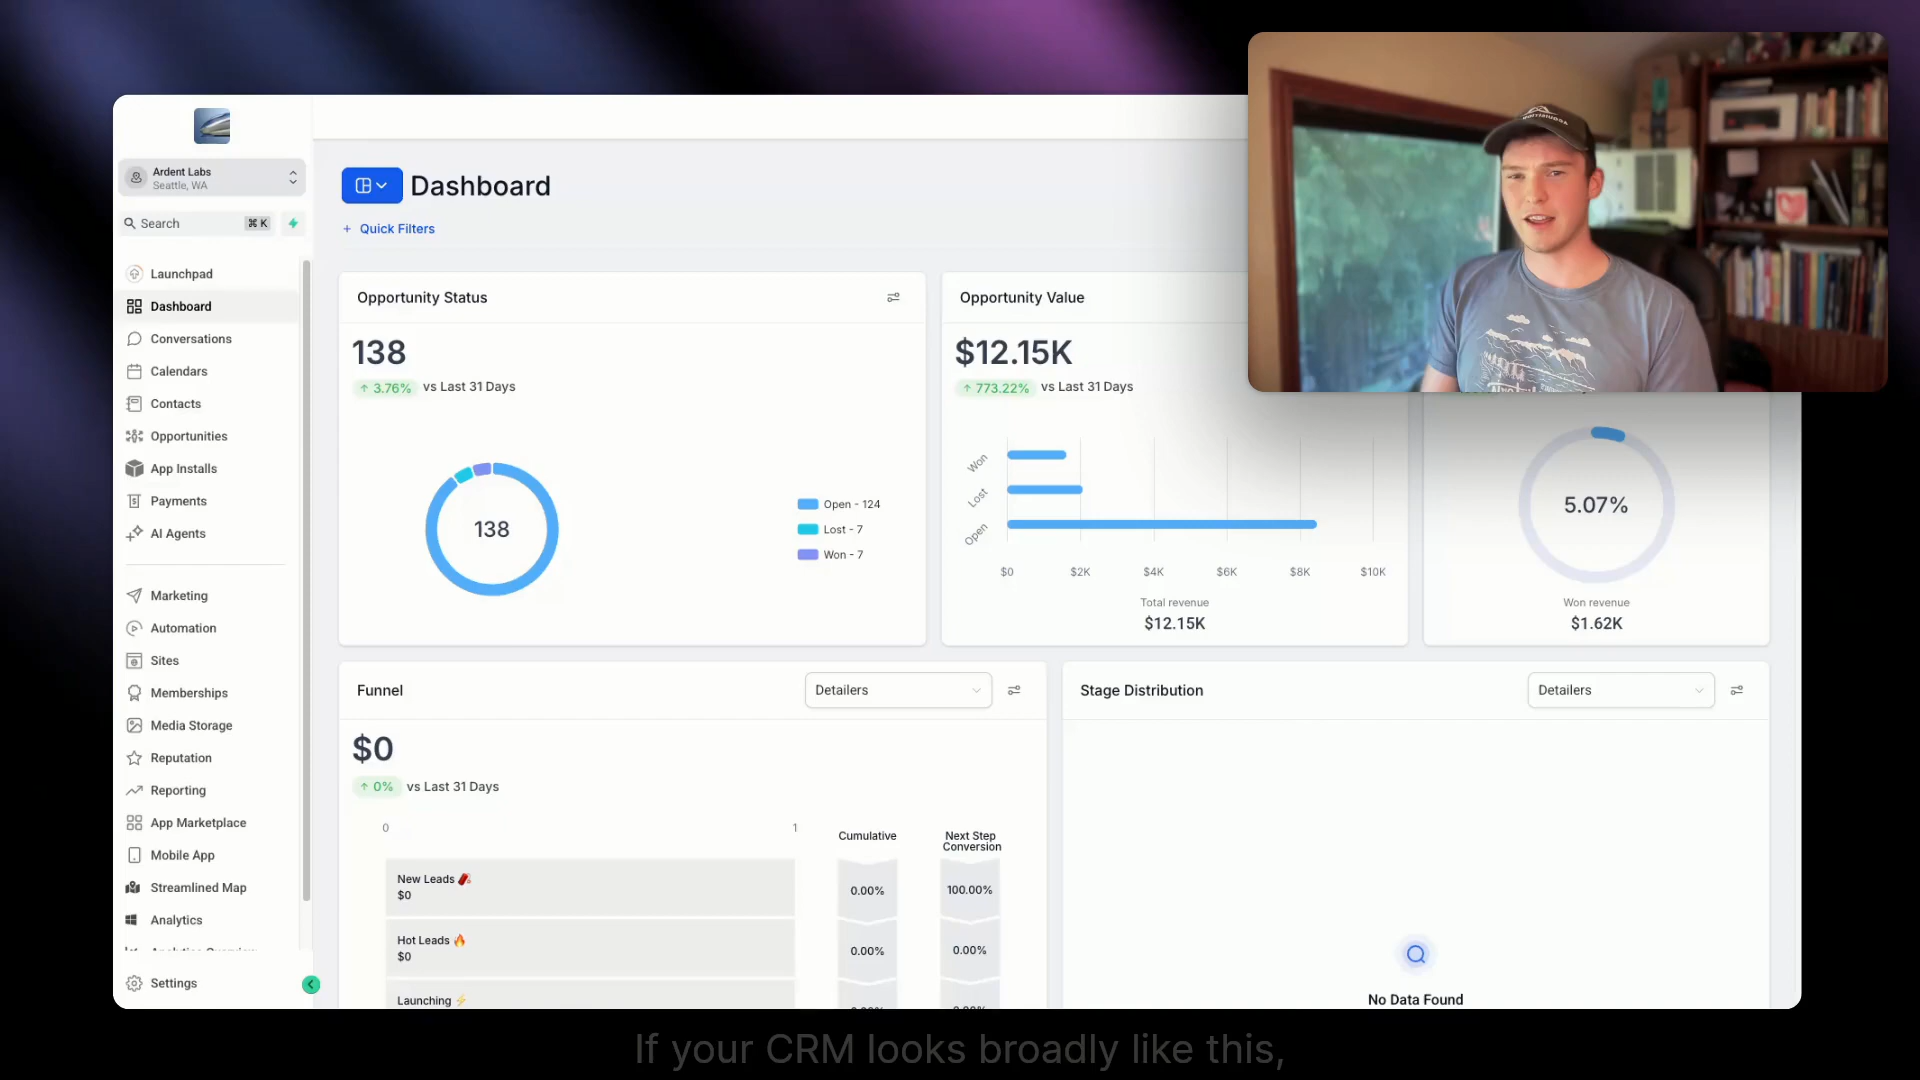 Ardent Labs
Seattle, WA
Search
⌘ K
Launchpad
Dashboard
Conversations
Calendars
Contacts
Opportunities
App Installs
Payments
AI Agents
Marketing
Automation
Sites
Memberships
Media Storage
Reputation
Reporting
App Marketplace
Mobile App
Streamlined Map
Analytics
Settings
Dashboard
+ Quick Filters
Opportunity Status
138
↑ 3.76% vs Last 31 Days
138
Open - 124
Lost - 7
Won - 7
Opportunity Value
$12.15K
↑ 773.22% vs Last 31 Days
Won
Lost
Open
$0 $2K $4K $6K $8K $10K
Total revenue
$12.15K
5.07%
Won revenue
$1.62K
Funnel
Detailers
$0
↑ 0% vs Last 31 Days
0 1
Cumulative
Next Step
Conversion
New Leads 🧨
$0
0.00%
100.00%
Hot Leads 🔥
$0
0.00%
0.00%
Launching ⚡
Stage Distribution
Detailers
No Data Found
If your CRM looks broadly like this,